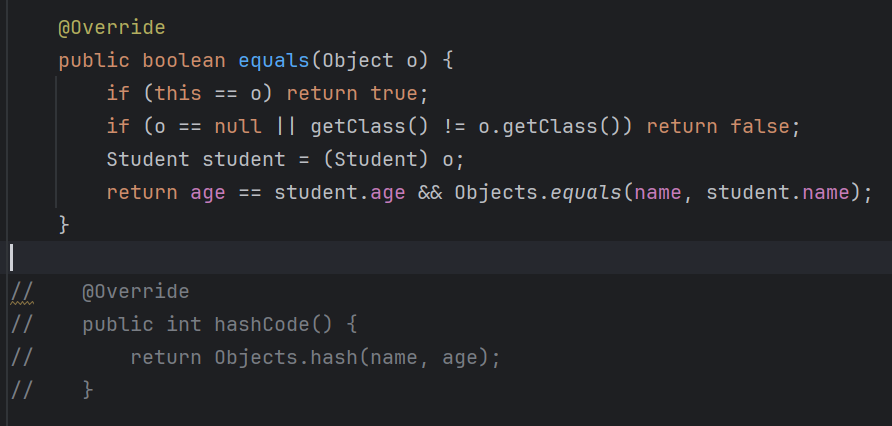 @Override
public boolean equals(Object o) {
if (this == o) return true;
if (o == null || getClass() != o.getClass()) return false;
Student student = (Student) o;
return age == student.age && Objects.equals(name, student.name);
}
//    @Override
//    public int hashCode() {
//        return Objects.hash(name, age);
//    }